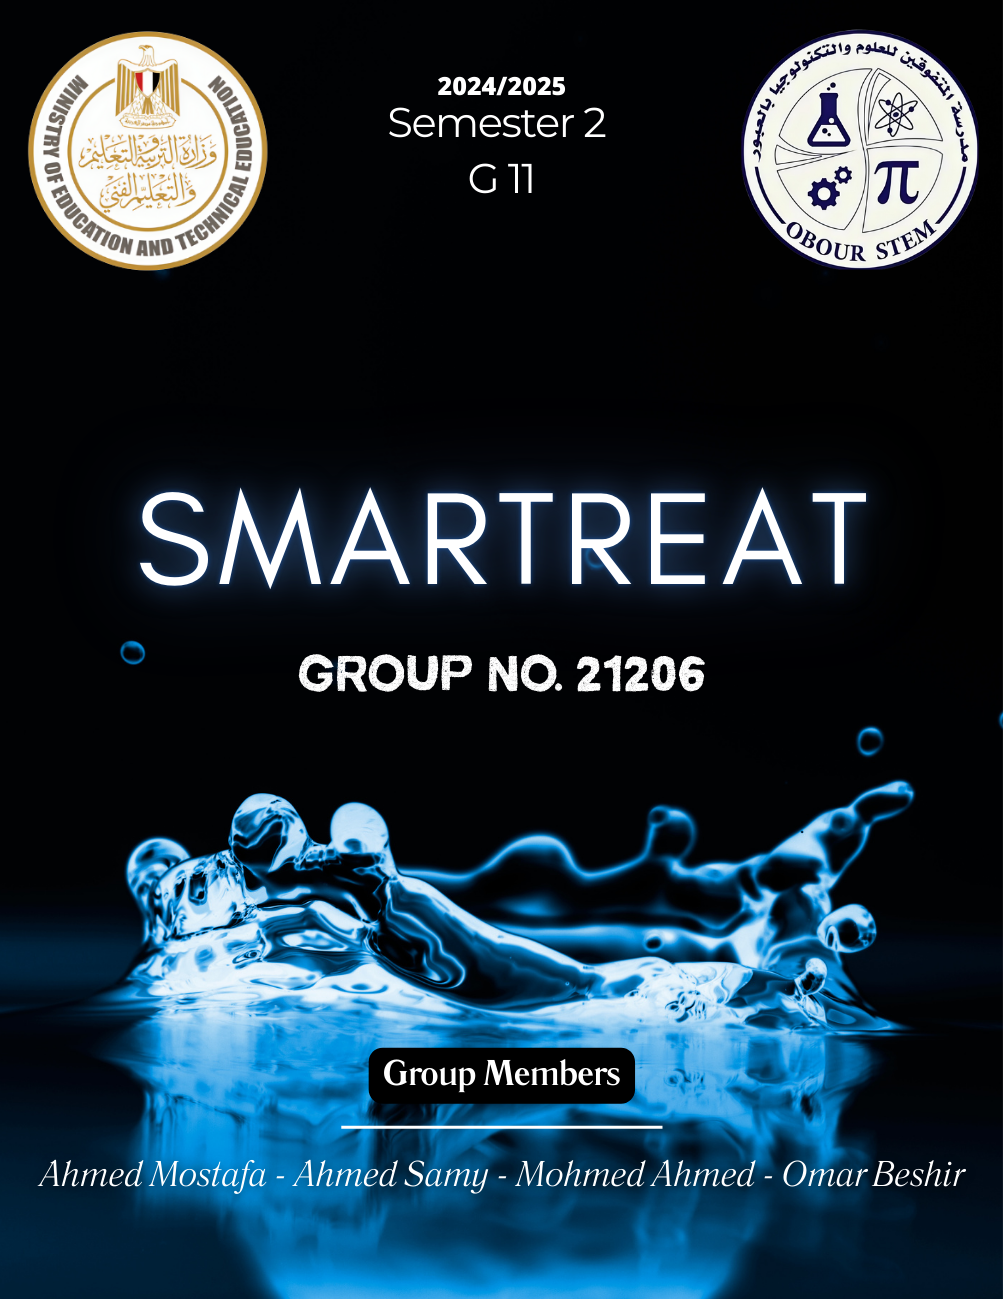 2024/2025
Semester 2
G 11
وزارة التربية والتعليم
والتعليم الفني
MINISTRY OF EDUCATION AND TECHNICAL EDUCATION
مدرسة المتفوقين للعلوم والتكنولوجيا بالعبور
π
OBOUR STEM
SMARTREAT
GROUP NO. 21206
Group Members
Ahmed Mostafa - Ahmed Samy - Mohmed Ahmed - Omar Beshir